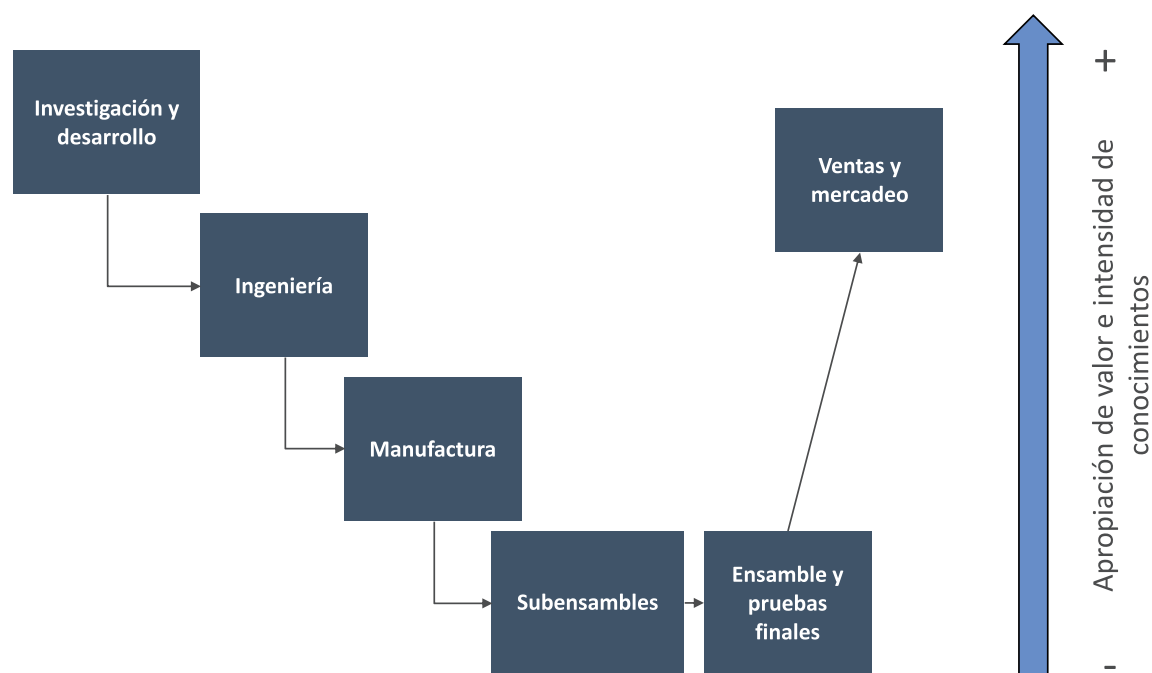 Investigación y
desarrollo
Ingeniería
Manufactura
Subensambles
Ensamble y
pruebas
finales
Ventas y
mercadeo
+
Apropiación de valor e intensidad de
conocimientos
-